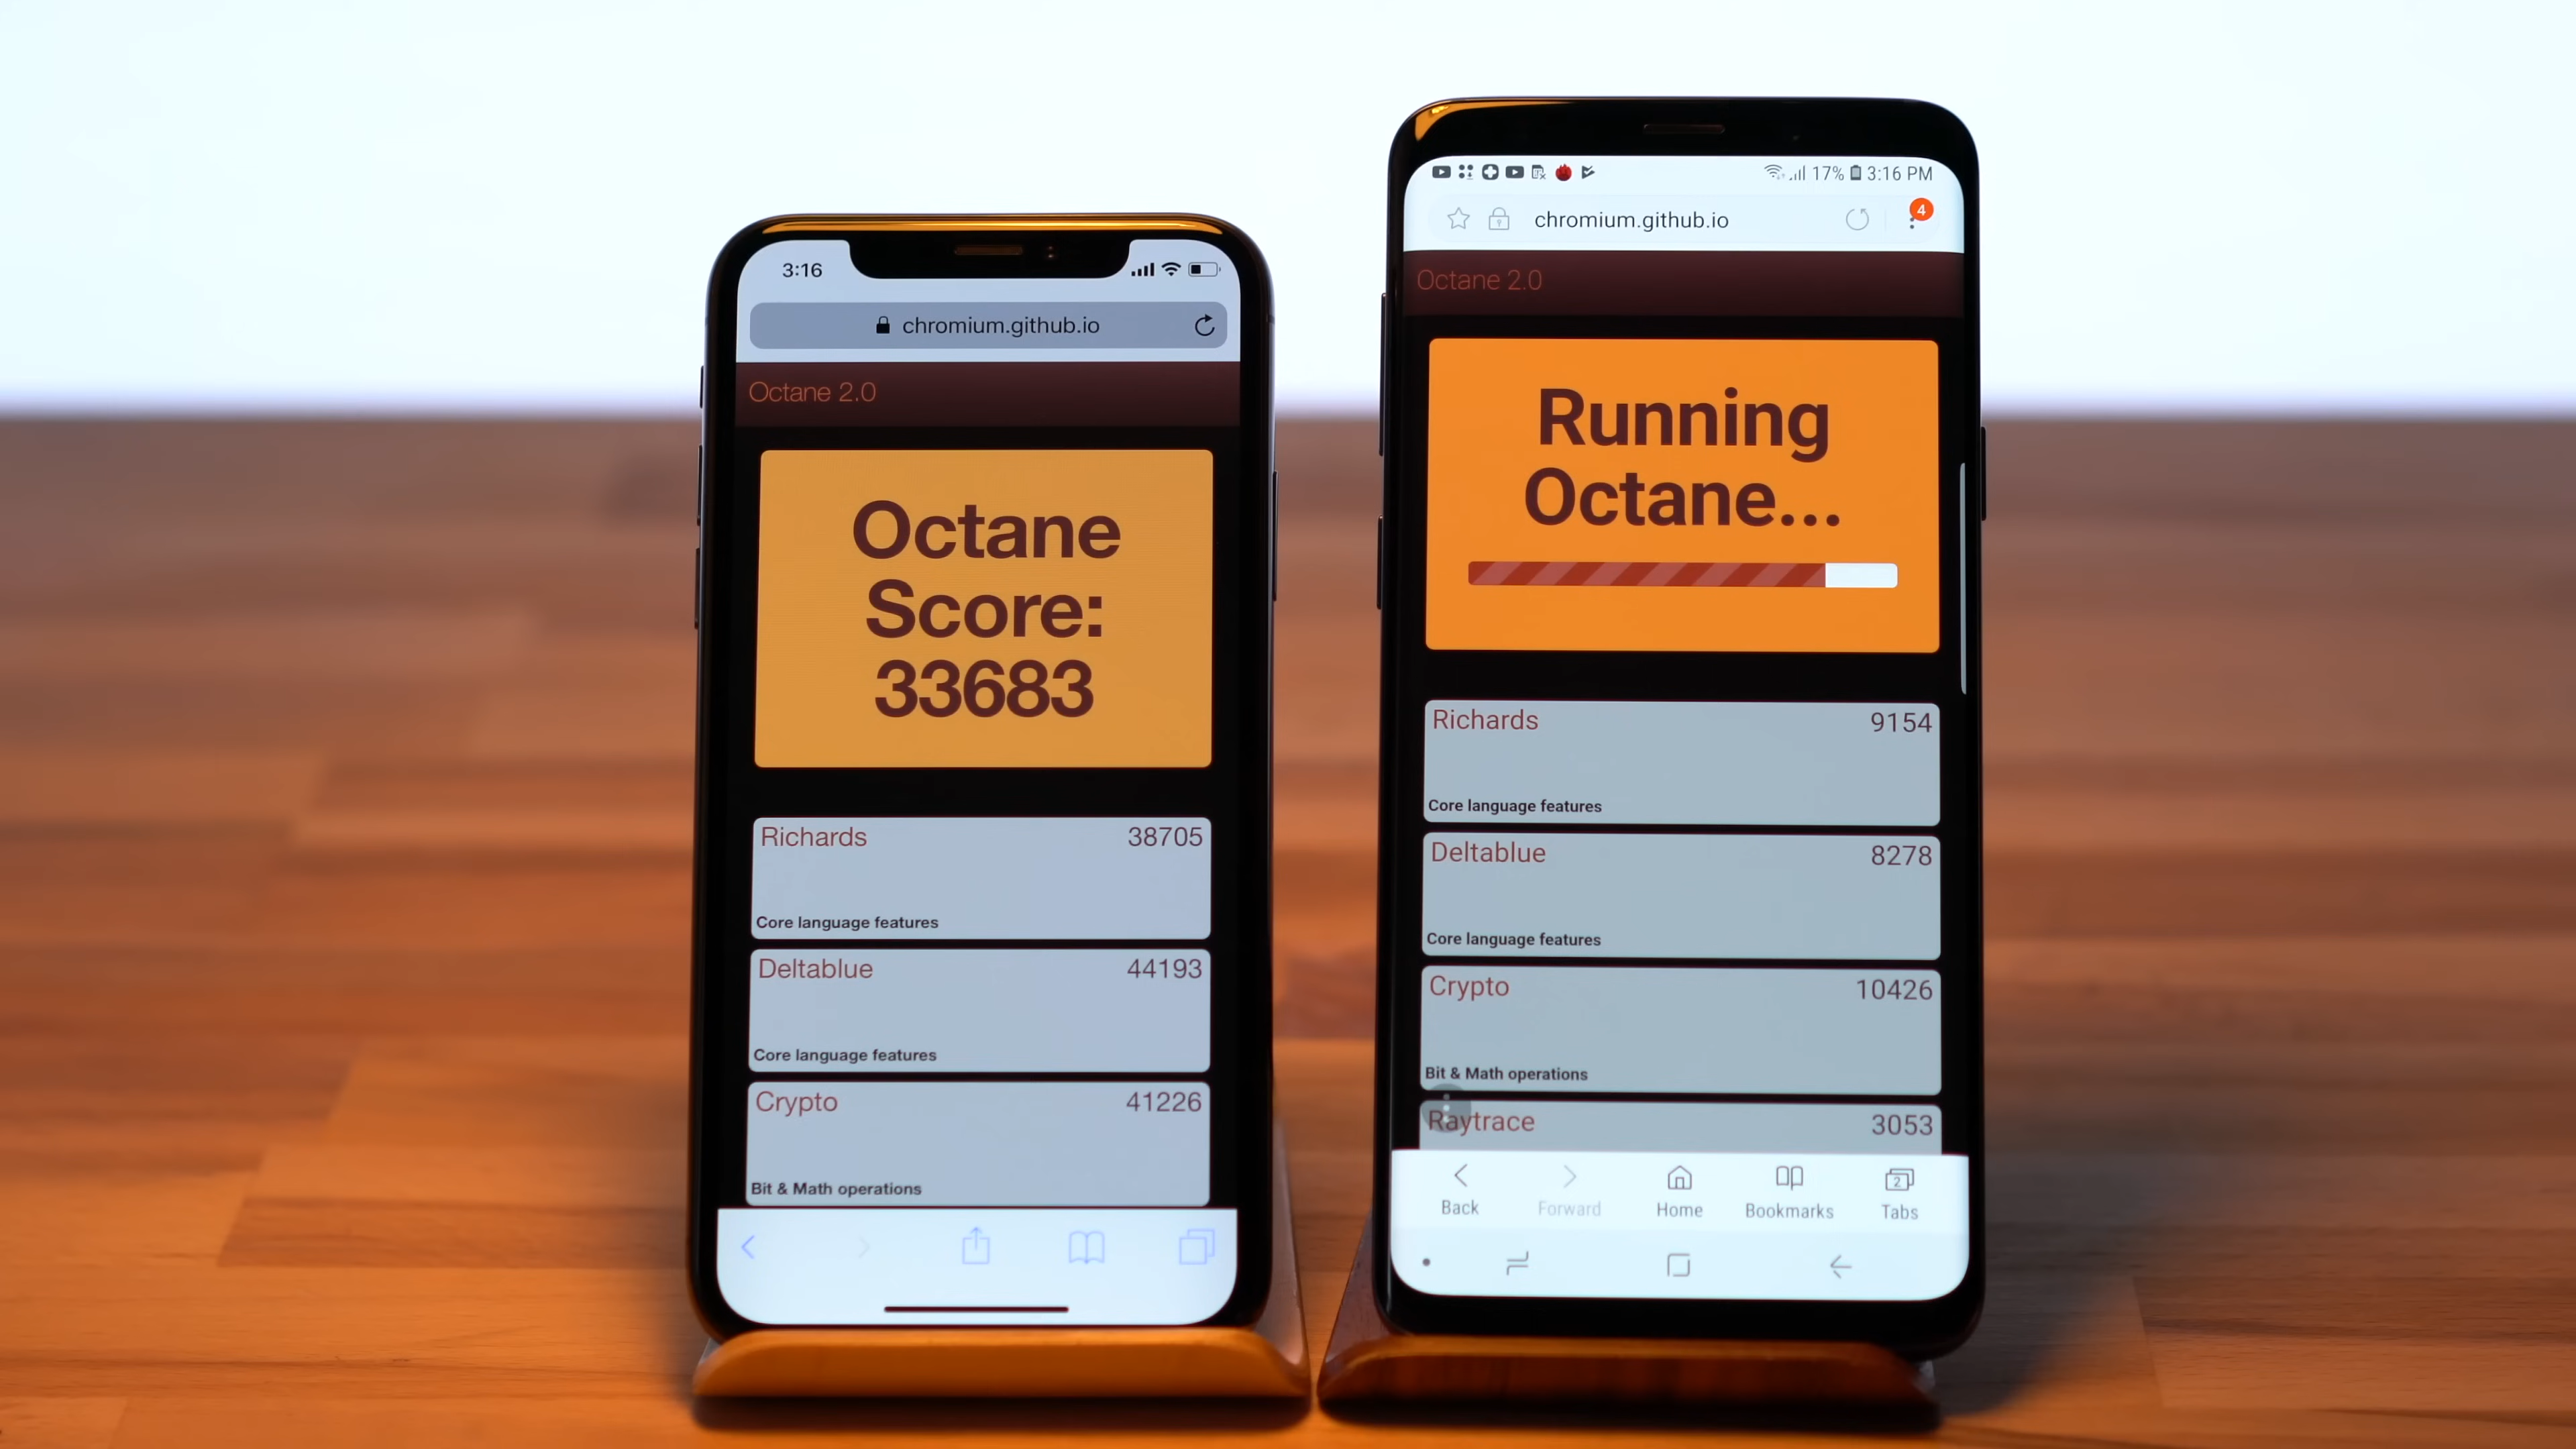 3:16
chromium.github.io
Octane 2.0
Octane
Score:
33683
Richards 38705
Core language features
Deltablue 44193
Core language features
Crypto 41226
Bit & Math operations
17% 3:16 PM
chromium.github.io
4
Octane 2.0
Running
Octane...
Richards 9154
Core language features
Deltablue 8278
Core language features
Crypto 10426
Bit & Math operations
Raytrace 3053
2
Back Forward Home Bookmarks Tabs